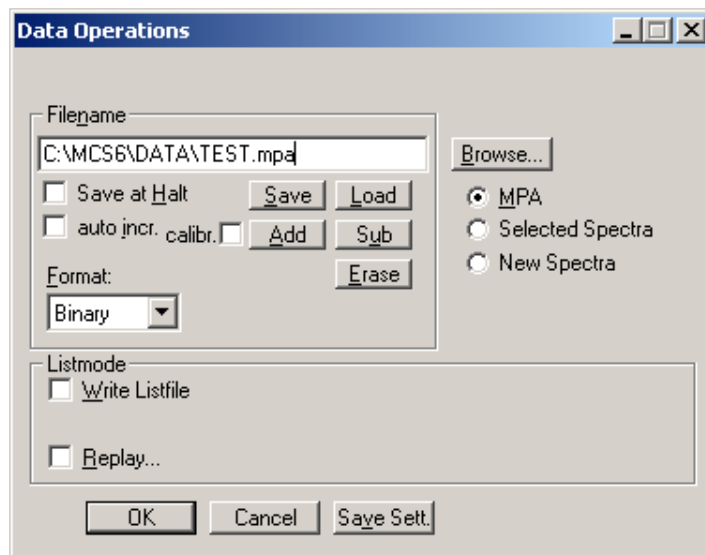 Data Operations
Filename
C:\MCS6\DATA\TEST.mpa
Browse...
Save at Halt
Save
Load
MPA
auto incr.
calibr.
Add
Sub
Selected Spectra
Format:
Erase
New Spectra
Binary
Listmode
Write Listfile
Replay...
OK
Cancel
Save Sett.